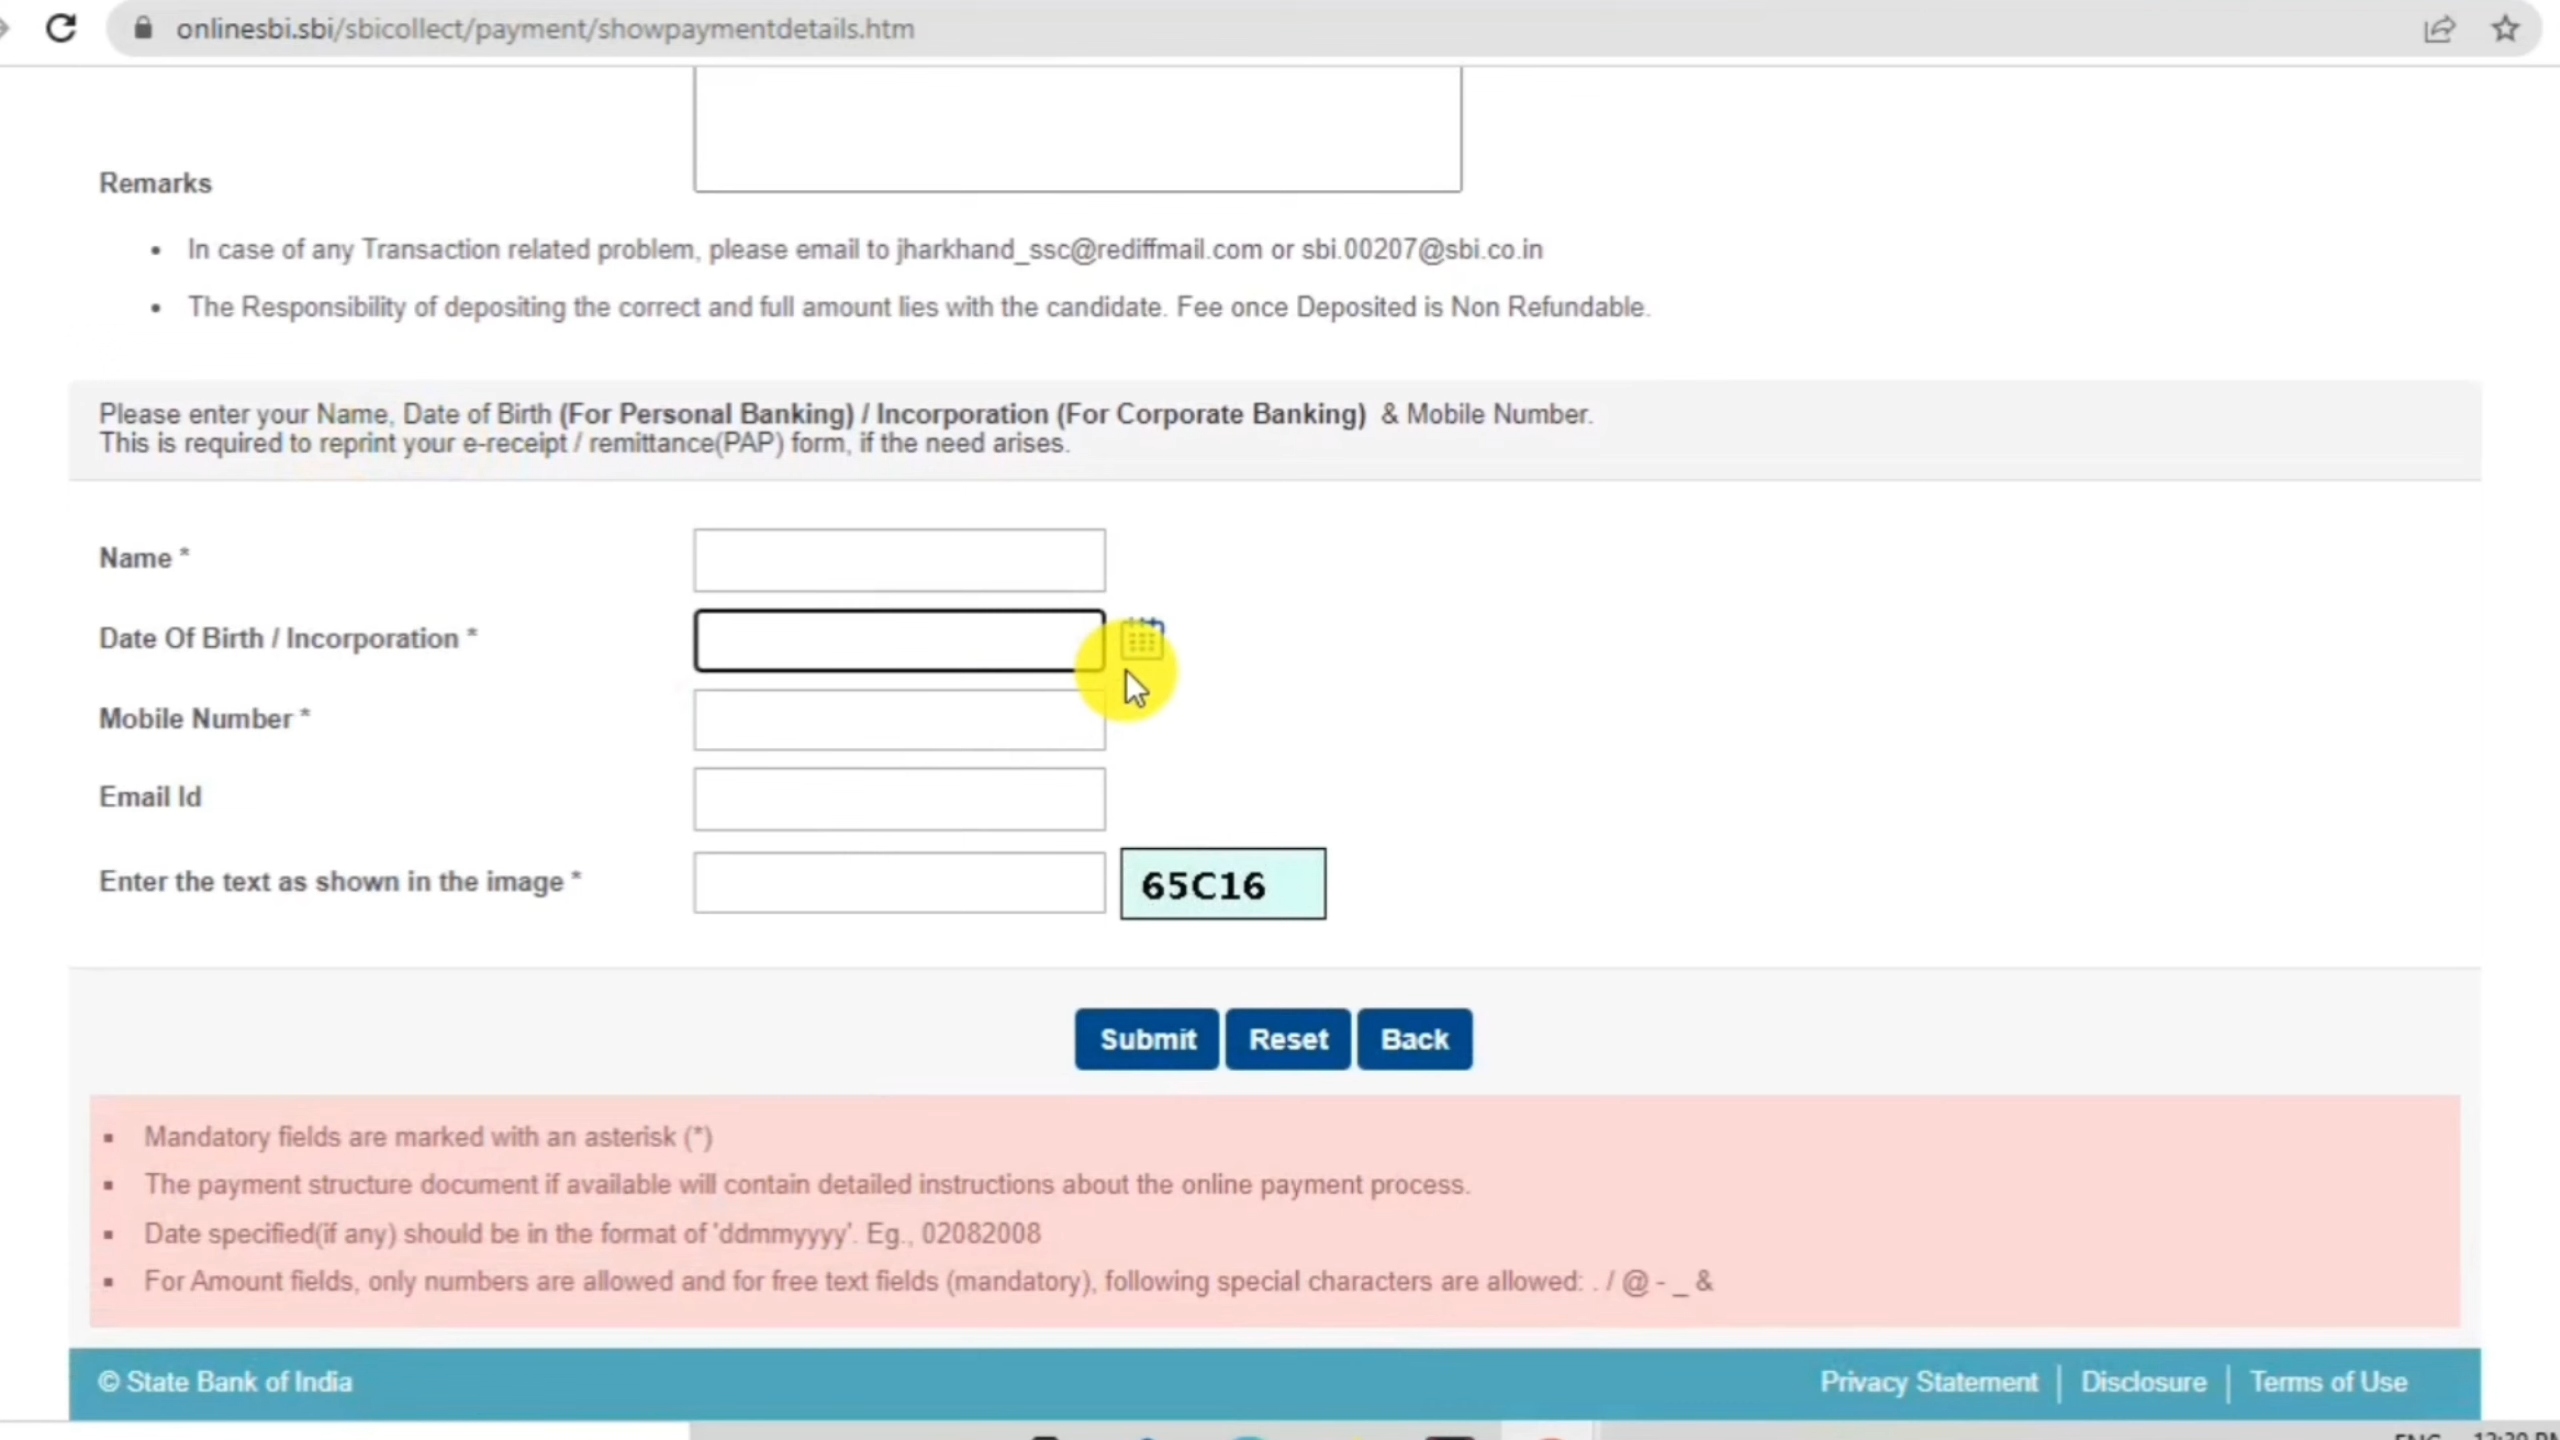 onlinesbi.sbi/sbicollect/payment/showpaymentdetails.htm
Remarks
In case of any Transaction related problem, please email to jharkhand_ssc@rediffmail.com or sbi.00207@sbi.co.in
The Responsibility of depositing the correct and full amount lies with the candidate. Fee once Deposited is Non Refundable.
Please enter your Name, Date of Birth (For Personal Banking) / Incorporation (For Corporate Banking) & Mobile Number.
This is required to reprint your e-receipt / remittance(PAP) form, if the need arises.
Name *
Date Of Birth / Incorporation *
Mobile Number *
Email Id
Enter the text as shown in the image * 65C16
Submit Reset Back
Mandatory fields are marked with an asterisk (*)
The payment structure document if available will contain detailed instructions about the online payment process.
Date specified(if any) should be in the format of 'ddmmyyyy'. Eg., 02082008
For Amount fields, only numbers are allowed and for free text fields (mandatory), following special characters are allowed: . / @ - _ &
© State Bank of India Privacy Statement | Disclosure | Terms of Use